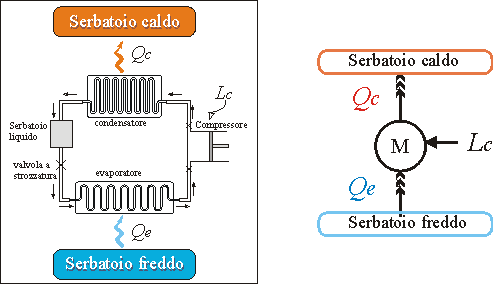 Serbatoio caldo
Qc
Lc
condensatore
Compressore
Serbatoio
liquido
valvola a
strozzatura
evaporatore
Qe
Serbatoio freddo
Serbatoio caldo
Qc
M
Lc
Qe
Serbatoio freddo